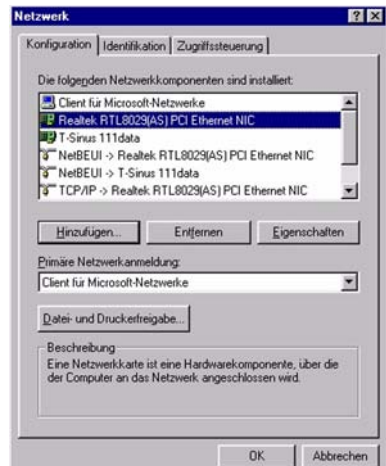 Netzwerk
Konfiguration Identifikation Zugriffssteuerung
Die folgenden Netzwerkkomponenten sind installiert:
Client für Microsoft-Netzwerke
Realtek RTL8029(AS) PCI Ethernet NIC
T-Sinus 111data
NetBEUI -> Realtek RTL8029(AS) PCI Ethernet NIC
NetBEUI -> T-Sinus 111data
TCP/IP -> Realtek RTL8029(AS) PCI Ethernet NIC
Hinzufügen... Entfernen Eigenschaften
Primäre Netzwerkanmeldung:
Client für Microsoft-Netzwerke
Datei- und Druckerfreigabe...
Beschreibung
Eine Netzwerkkarte ist eine Hardwarekomponente, über die
der Computer an das Netzwerk angeschlossen wird.
OK Abbrechen